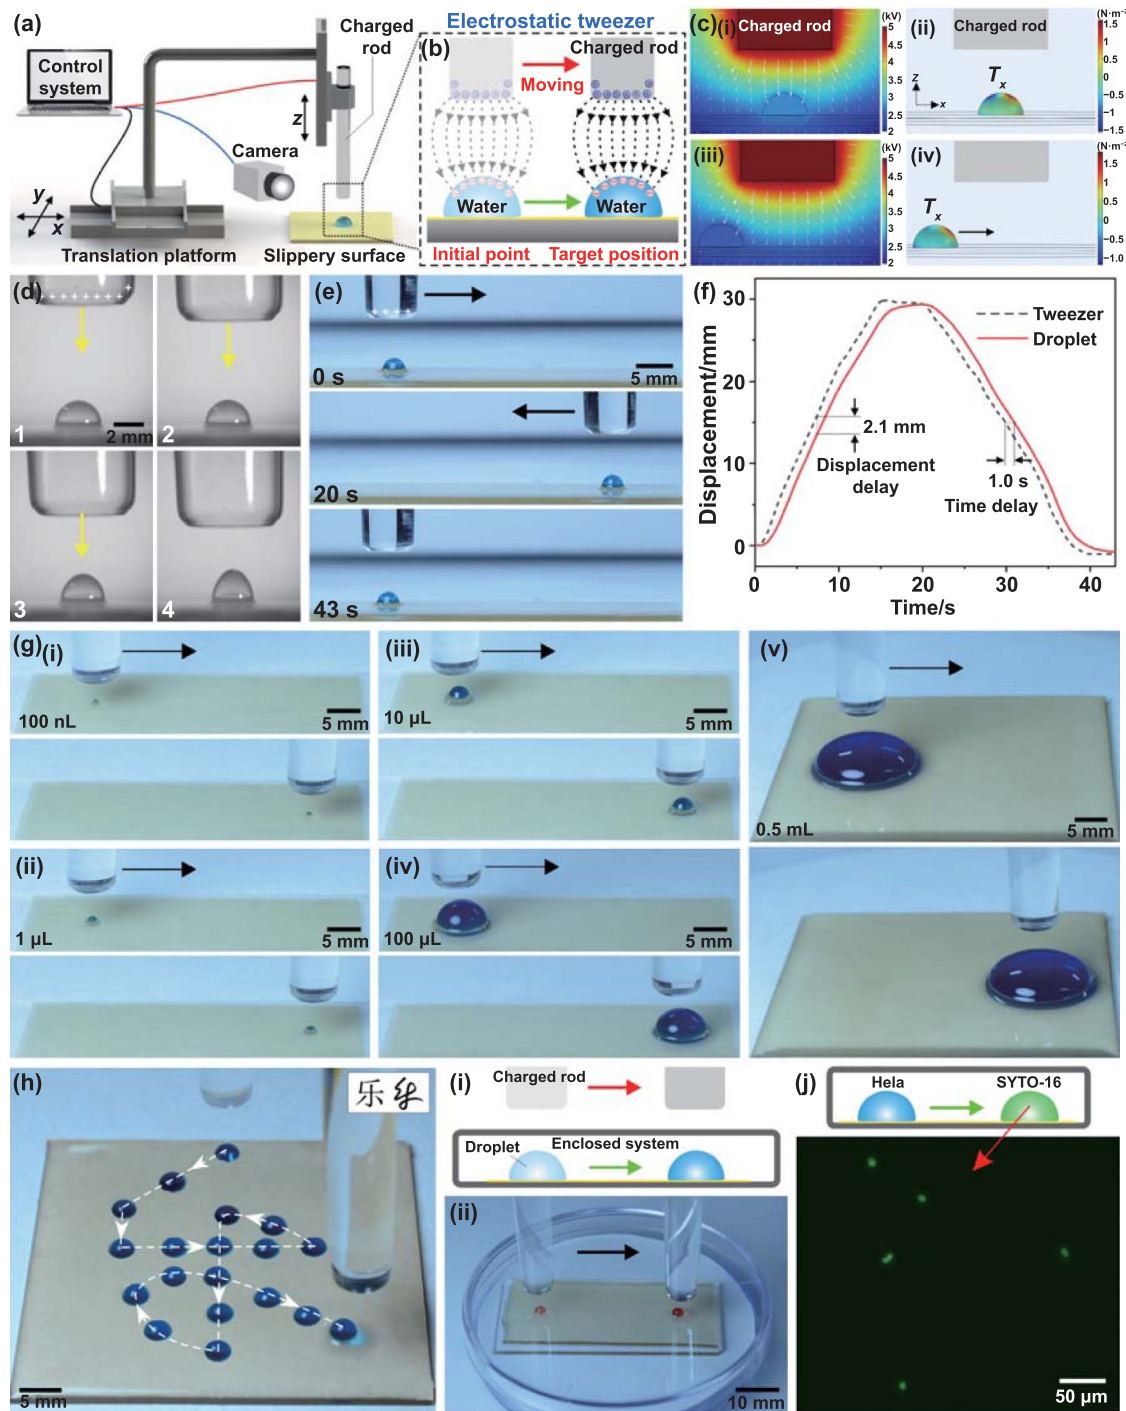 (a)
Control
system
Charged
rod
z
Camera
y
x
Translation platform
Slippery surface
Electrostatic tweezer
(b)
Charged rod
Moving
Water
Water
Initial point
Target position
(c)
(i)
Charged rod
(kV)
5
4.5
4
3.5
3
2.5
2
(ii)
Charged rod
Tx
z
x
(N·m⁻²)
1.5
1
0.5
0
−0.5
−1
−1.5
(iii)
(kV)
5
4.5
4
3.5
3
2.5
2
(iv)
Tx
(N·m⁻²)
1.5
1
0.5
0
−0.5
−1.0
(d)
1
2 mm
2
3
4
(e)
0 s
5 mm
20 s
43 s
(f)
Displacement/mm
30
20
10
0
Tweezer
Droplet
2.1 mm
Displacement
delay
1.0 s
Time delay
0
10
20
30
40
Time/s
(g)
(i)
100 nL
5 mm
(ii)
1 μL
5 mm
(iii)
10 μL
5 mm
(iv)
100 μL
5 mm
(v)
0.5 mL
5 mm
(h)
乐华
5 mm
(i)
Charged rod
Droplet
Enclosed system
(ii)
10 mm
(j)
Hela
SYTO-16
50 μm